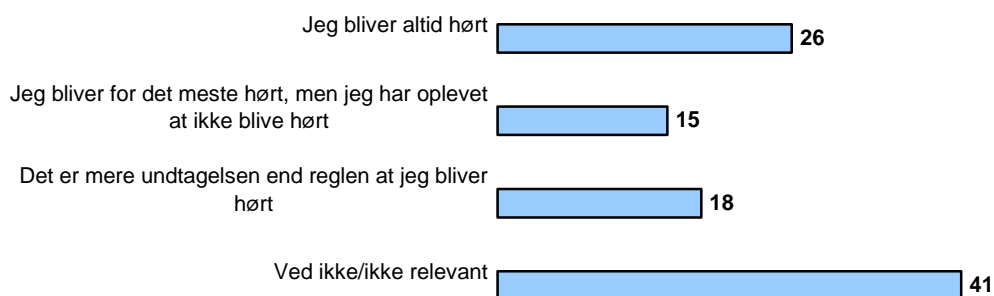 Jeg bliver altid hørt
26
Jeg bliver for det meste hørt, men jeg har oplevet
at ikke blive hørt
15
Det er mere undtagelsen end reglen at jeg bliver
hørt
18
Ved ikke/ikke relevant
41